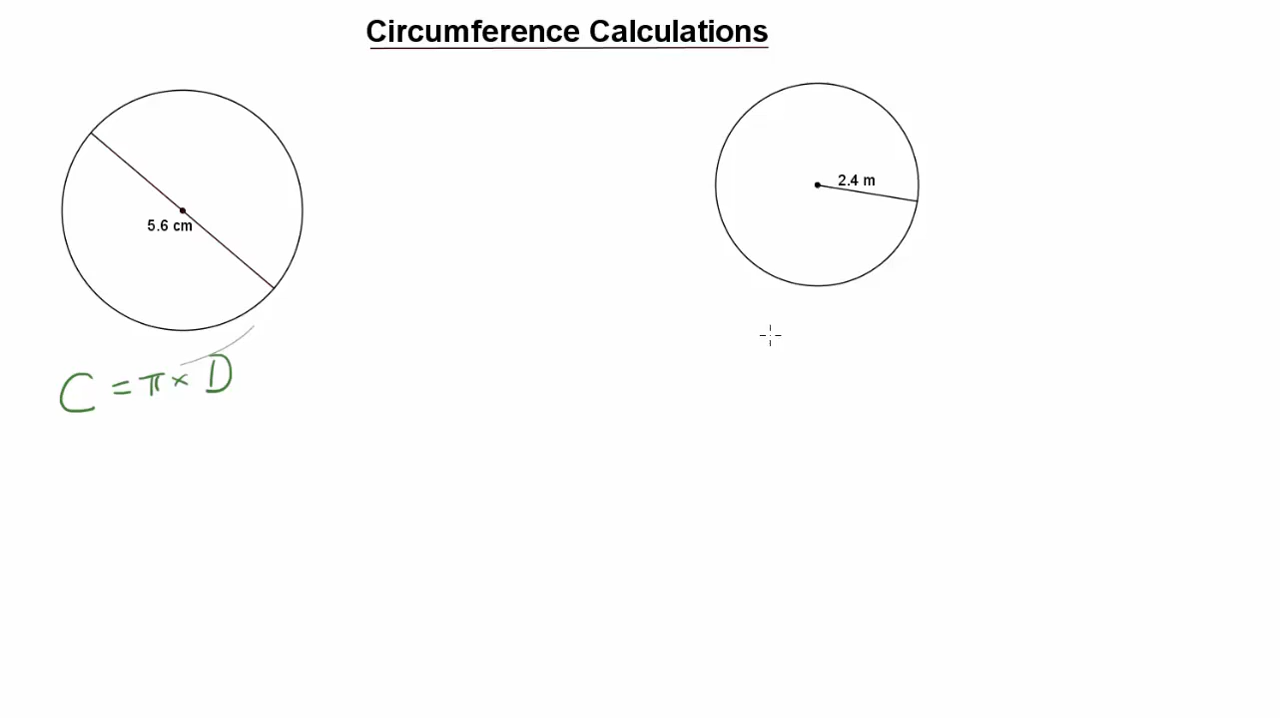 Circumference Calculations
5.6 cm
2.4 m
C = π × D